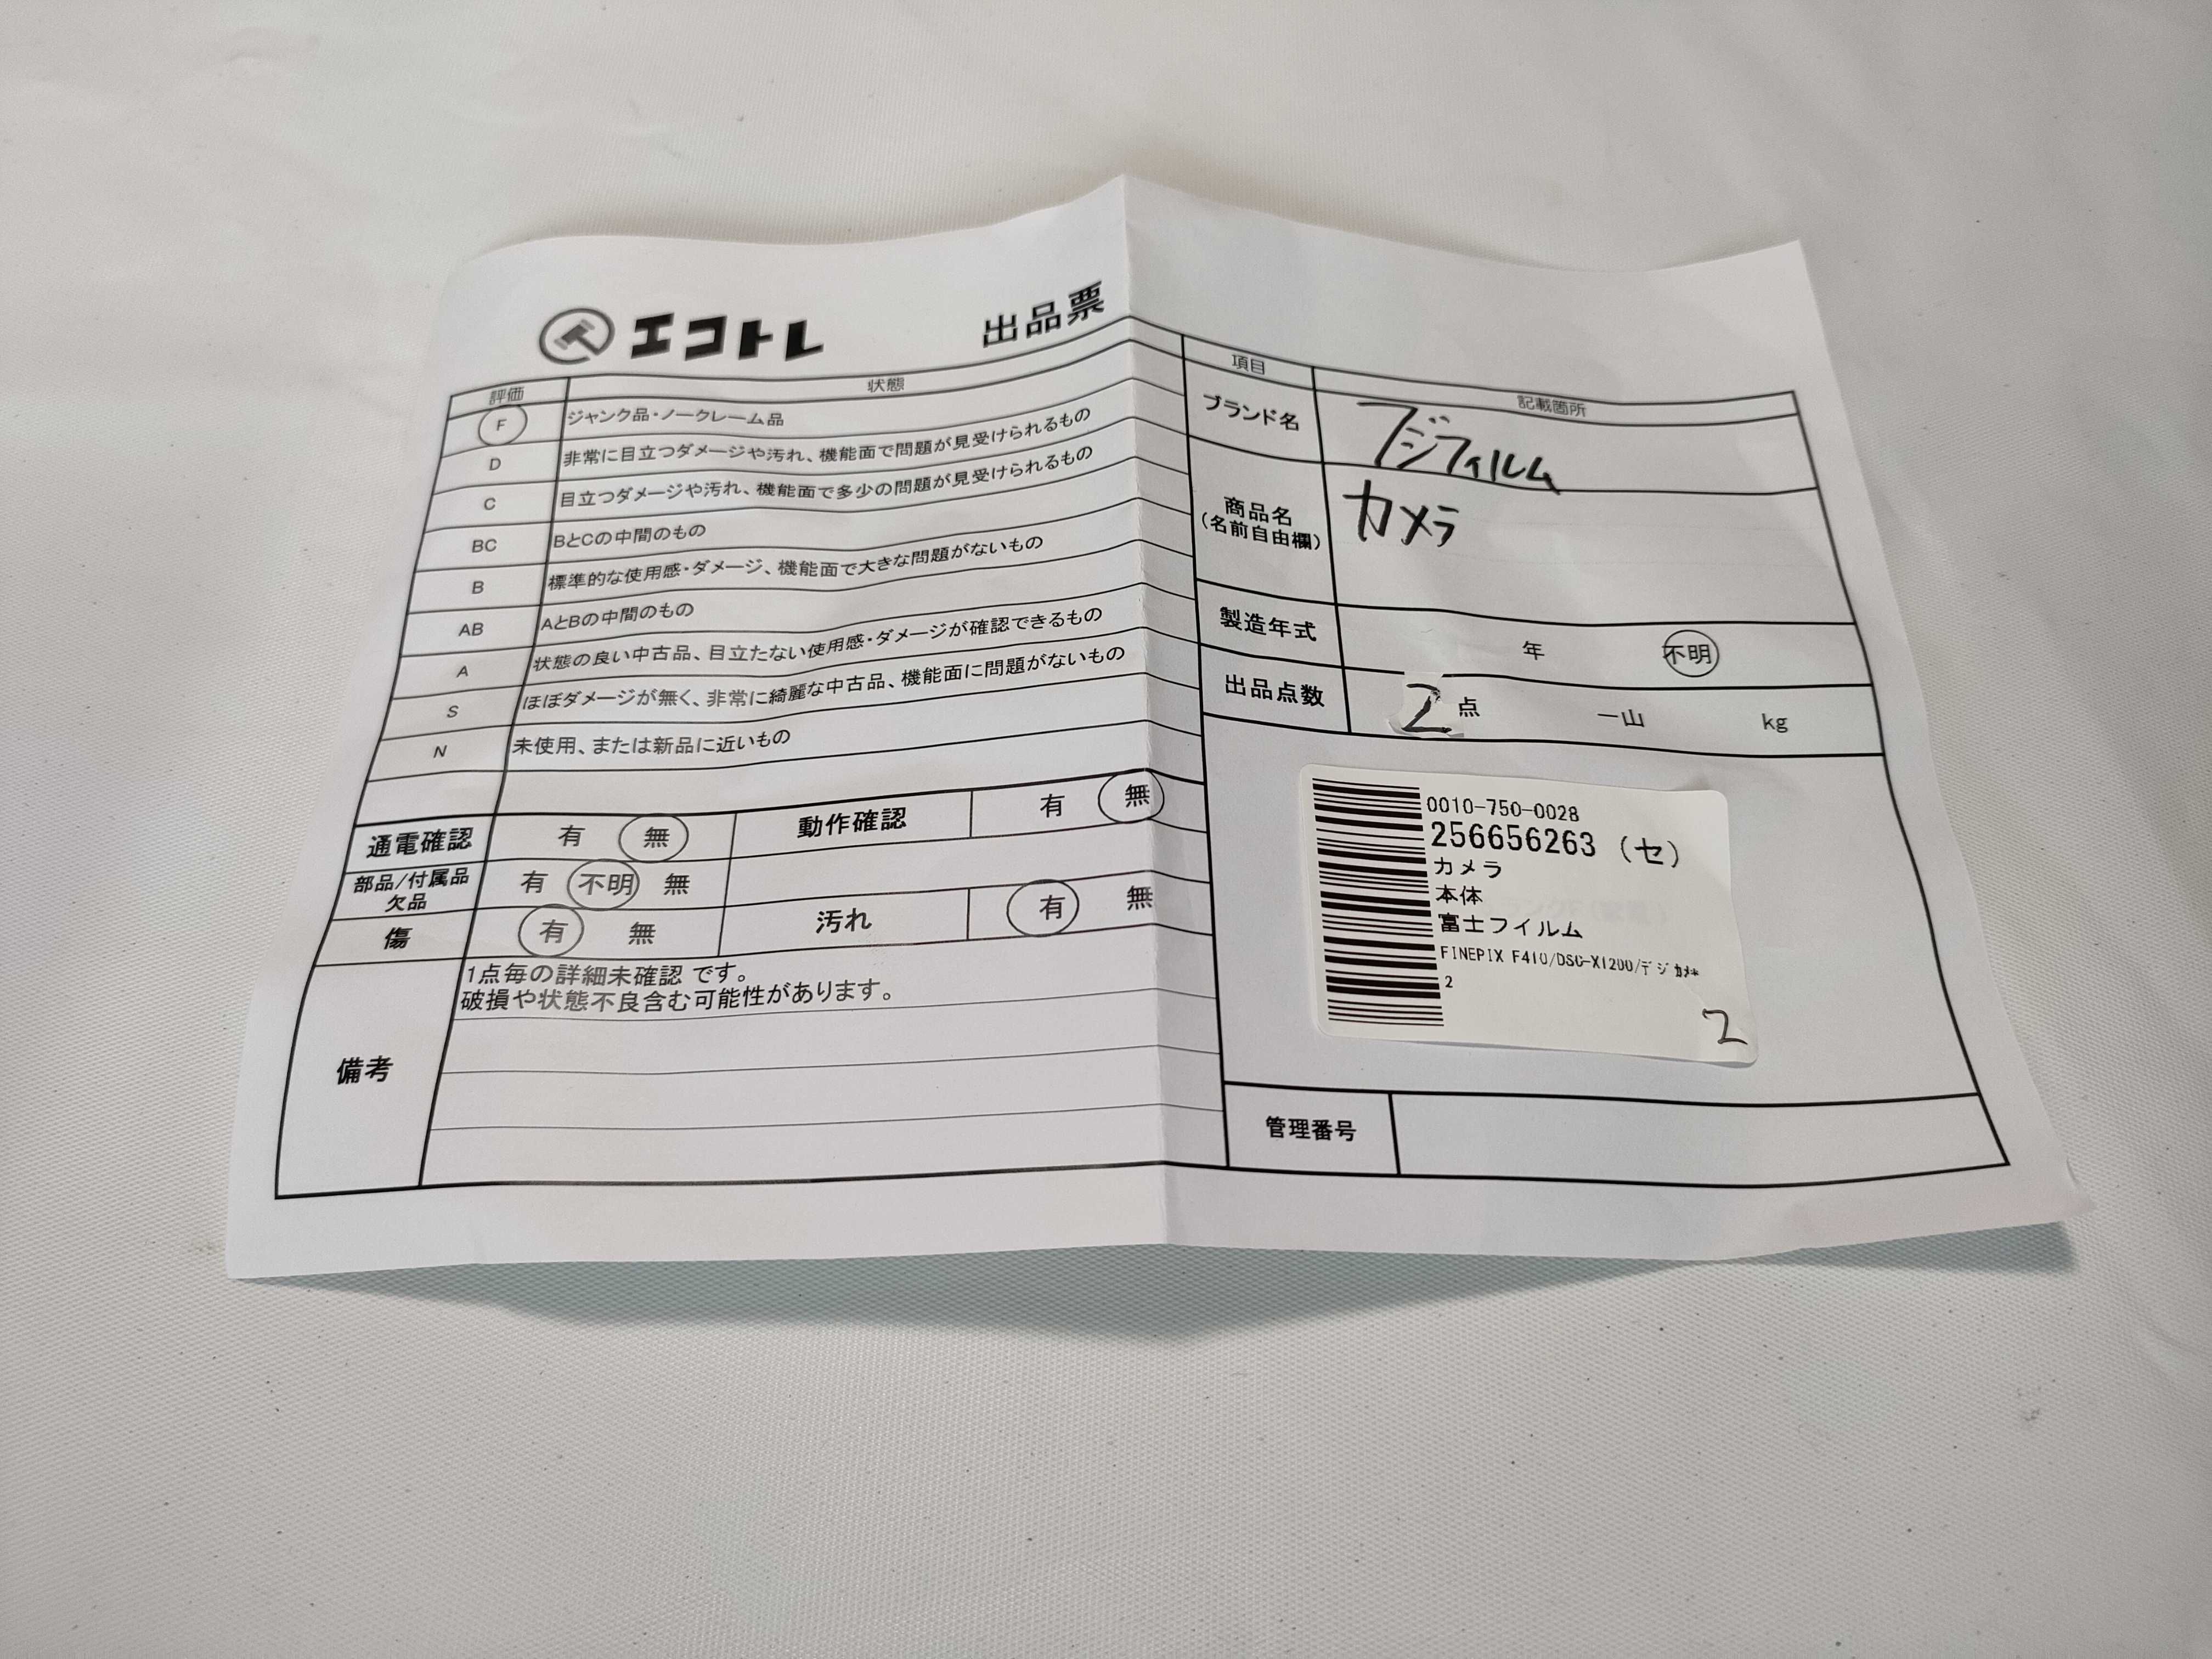 エコトレ 出品票
評価 状態
F ジャンク品・ノークレーム品
D 非常に目立つダメージや汚れ、機能面で問題が見受けられるもの
C 目立つダメージや汚れ、機能面で多少の問題が見受けられるもの
BC BとCの中間のもの
B 標準的な使用感・ダメージ、機能面で大きな問題がないもの
AB AとBの中間のもの
A 状態の良い中古品、目立たない使用感・ダメージが確認できるもの
S ほぼダメージが無く、非常に綺麗な中古品、機能面に問題がないもの
N 未使用、または新品に近いもの
通電確認 有 無 動作確認 有 無
部品/付属品
欠品 有 不明 無
傷 有 無 汚れ 有 無
備考
1点毎の詳細未確認 です。
破損や状態不良含む可能性があります。
項目 記載箇所
ブランド名 フジフィルム
商品名
(名前自由欄) カメラ
製造年式 年 不明
出品点数 2 点 一山 kg
0010-750-0028
256656263 (セ)
カメラ
本体
富士フイルム
FINEPIX F410/DSC-X1200/デジカメ*
2
2
管理番号